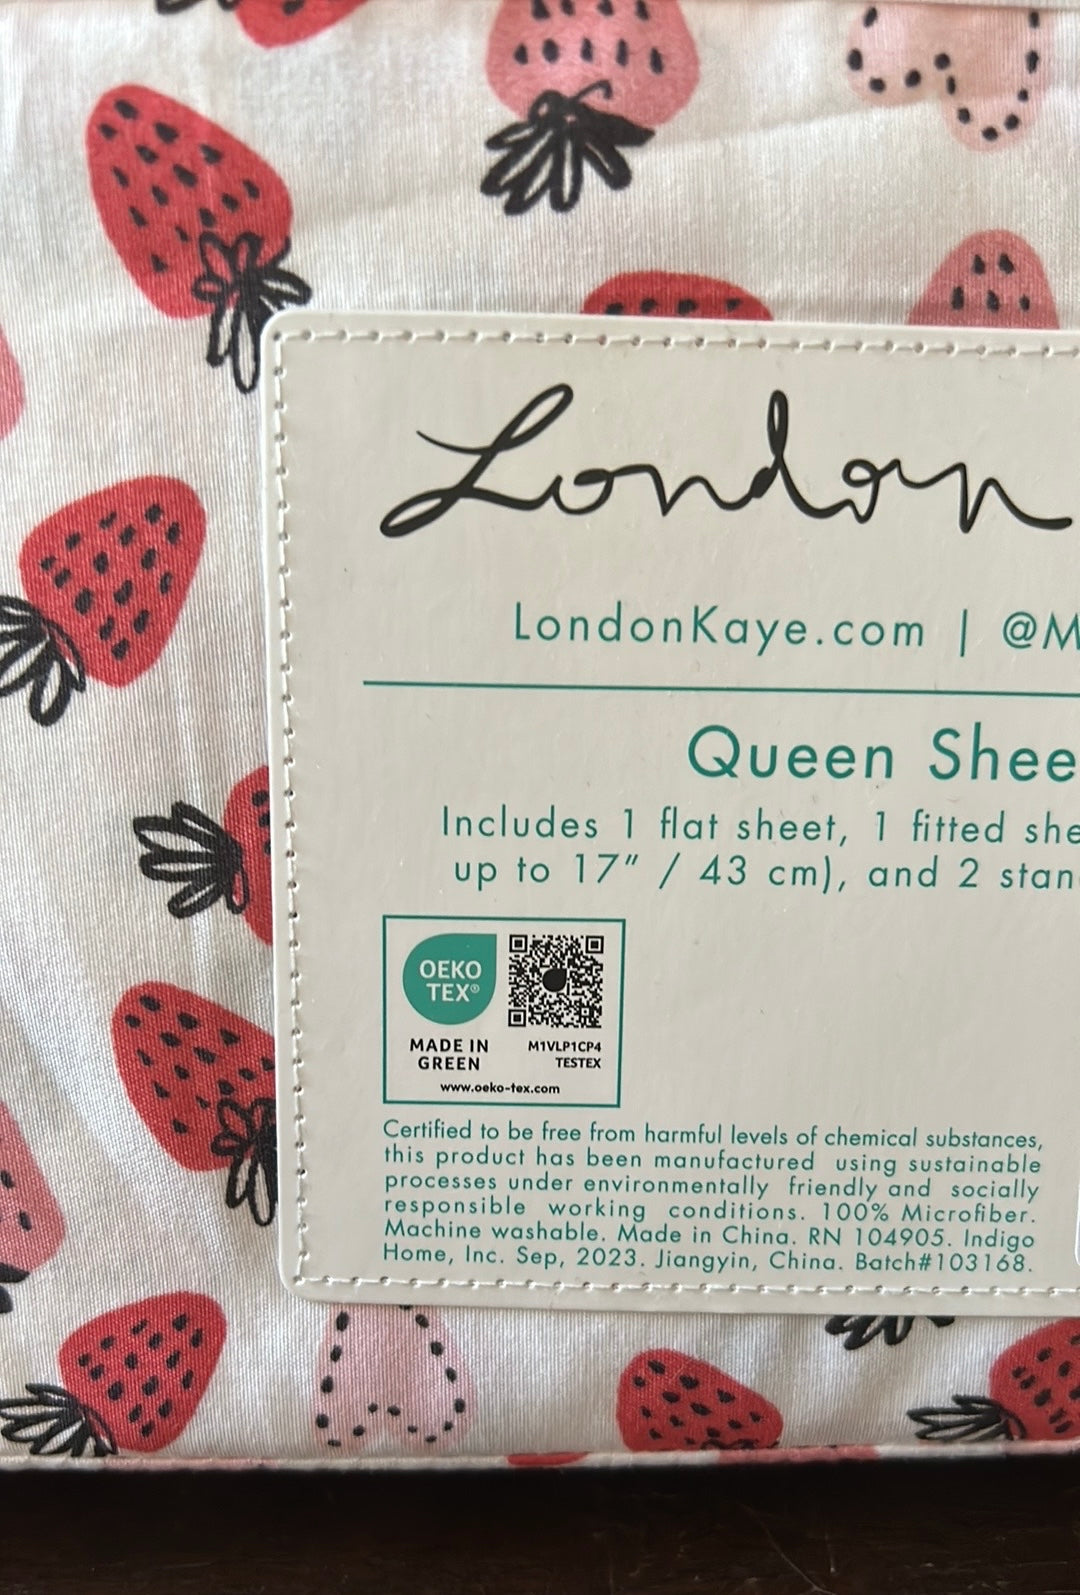 London
LondonKaye.com | @M
Queen Shee
Includes 1 flat sheet, 1 fitted she
up to 17" / 43 cm), and 2 stan
OEKO
TEX®
MADE IN
GREEN
M1VLP1CP4
TESTEX
www.oeko-tex.com
Certified to be free from harmful levels of chemical substances,
this product has been manufactured using sustainable
processes under environmentally friendly and socially
responsible working conditions. 100% Microfiber.
Machine washable. Made in China. RN 104905. Indigo
Home, Inc. Sep, 2023. Jiangyin, China. Batch#103168.